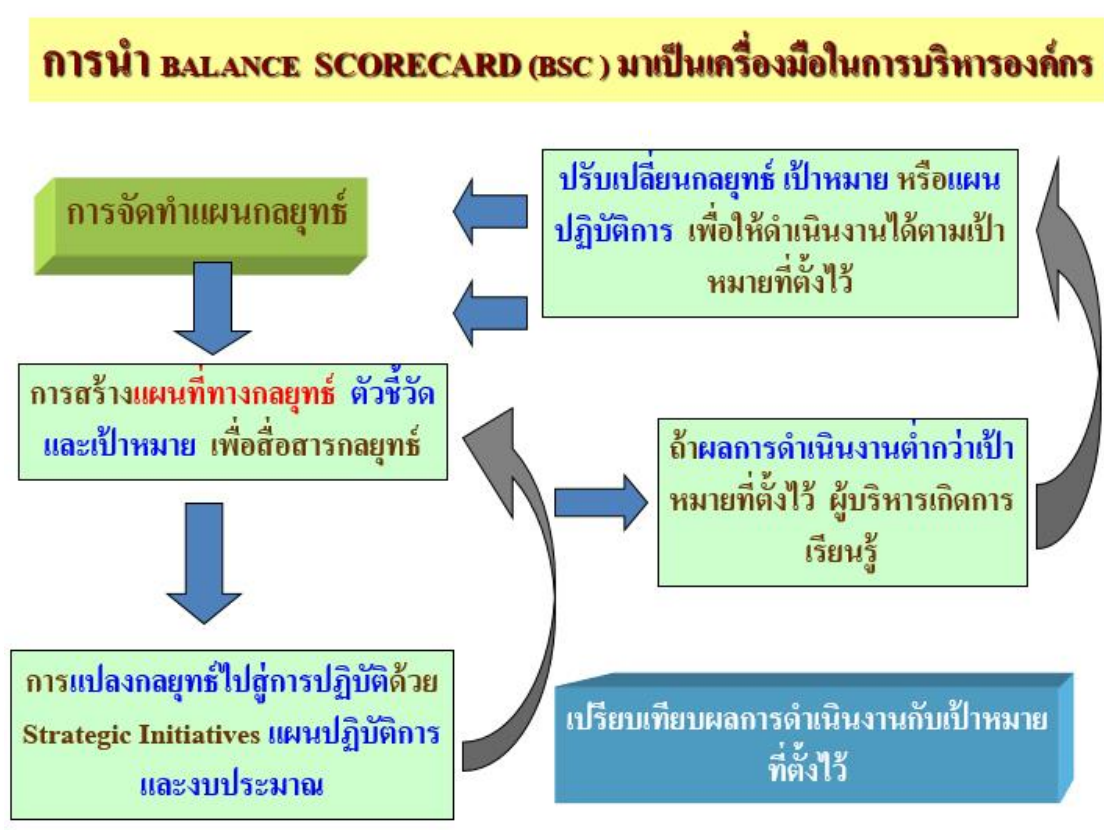 การนำ BALANCE SCORECARD (BSC ) มาเป็นเครื่องมือในการบริหารองค์กร
การจัดทำแผนกลยุทธ์
ปรับเปลี่ยนกลยุทธ์ เป้าหมาย หรือแผน
ปฏิบัติการ เพื่อให้ดำเนินงานได้ตามเป้า
หมายที่ตั้งไว้
การสร้างแผนที่ทางกลยุทธ์ ตัวชี้วัด
และเป้าหมาย เพื่อสื่อสารกลยุทธ์
ถ้าผลการดำเนินงานต่ำกว่าเป้า
หมายที่ตั้งไว้ ผู้บริหารเกิดการ
เรียนรู้
การแปลงกลยุทธ์ไปสู่การปฏิบัติด้วย
Strategic Initiatives แผนปฏิบัติการ
และงบประมาณ
เปรียบเทียบผลการดำเนินงานกับเป้าหมาย
ที่ตั้งไว้